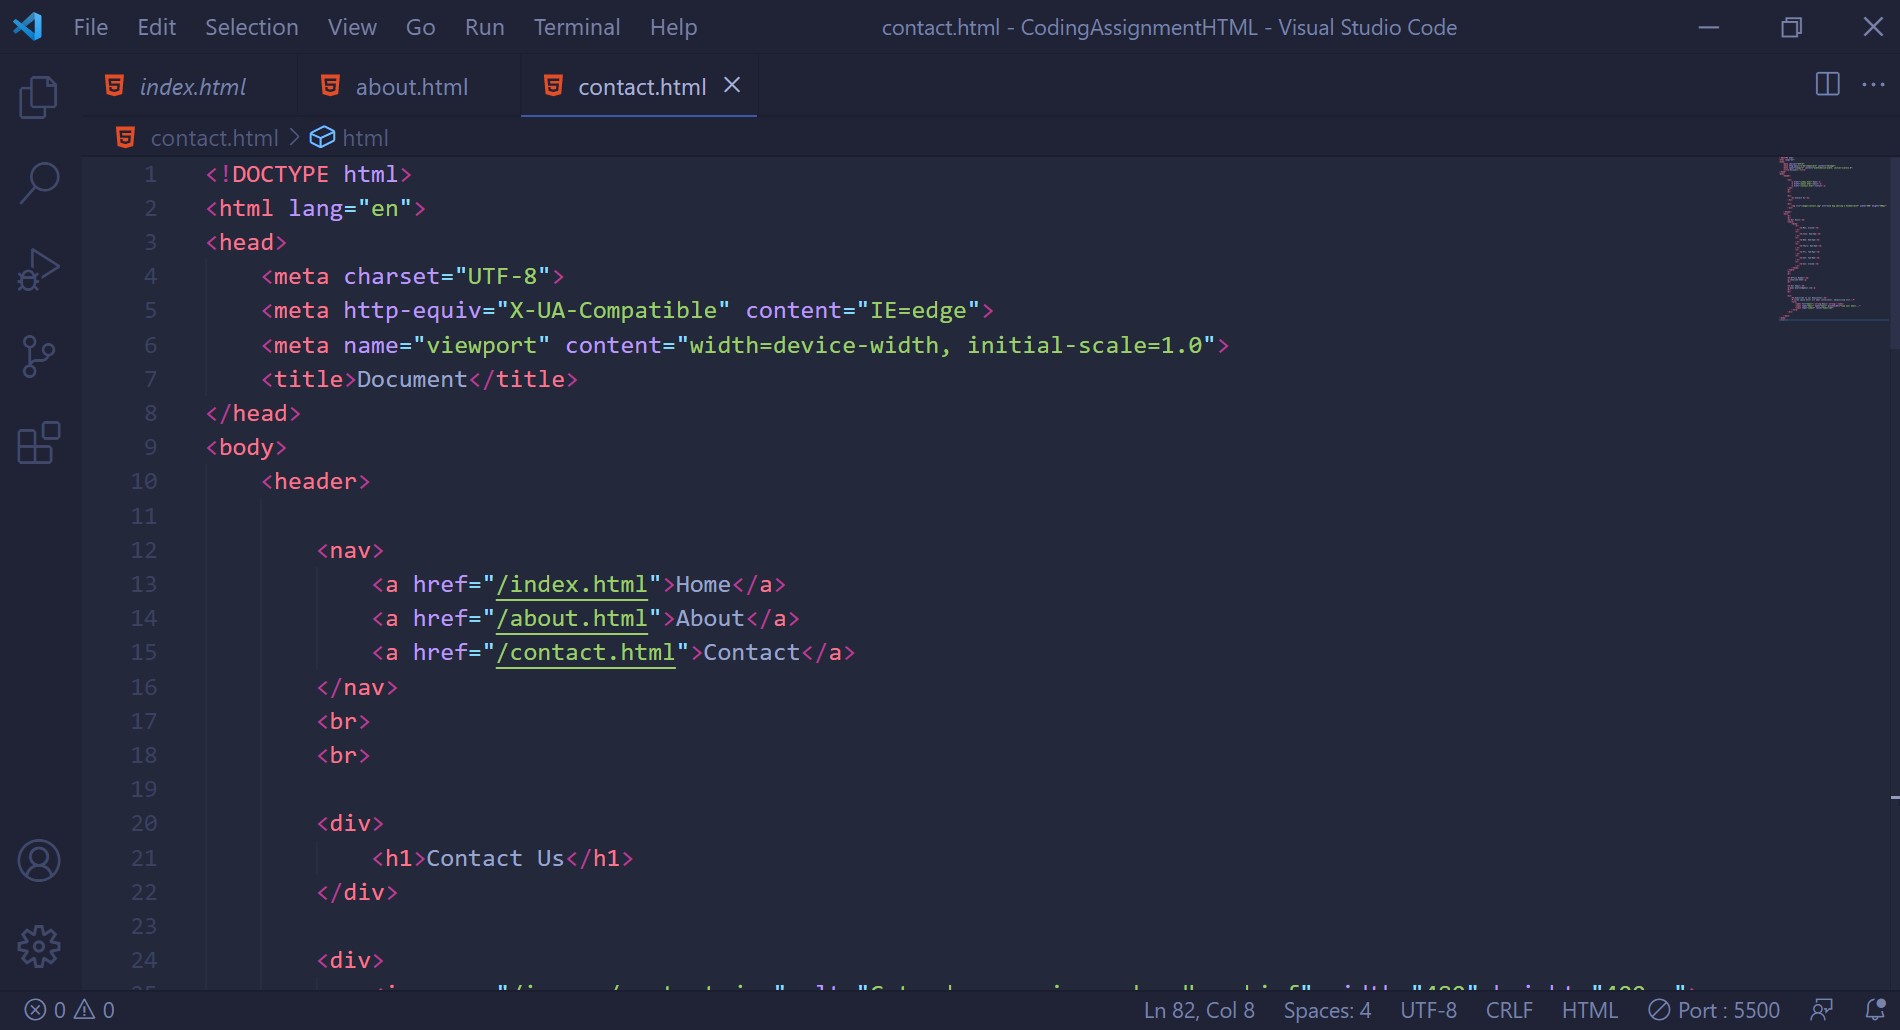 File Edit Selection View Go Run Terminal Help contact.html - CodingAssignmentHTML - Visual Studio Code
index.html about.html contact.html
contact.html > html
1 <!DOCTYPE html>
2 <html lang="en">
3 <head>
4 <meta charset="UTF-8">
5 <meta http-equiv="X-UA-Compatible" content="IE=edge">
6 <meta name="viewport" content="width=device-width, initial-scale=1.0">
7 <title>Document</title>
8 </head>
9 <body>
10 <header>
11
12 <nav>
13 <a href="/index.html">Home</a>
14 <a href="/about.html">About</a>
15 <a href="/contact.html">Contact</a>
16 </nav>
17 <br>
18 <br>
19
20 <div>
21 <h1>Contact Us</h1>
22 </div>
23
24 <div>
0 0 Ln 82, Col 8 Spaces: 4 UTF-8 CRLF HTML Port : 5500